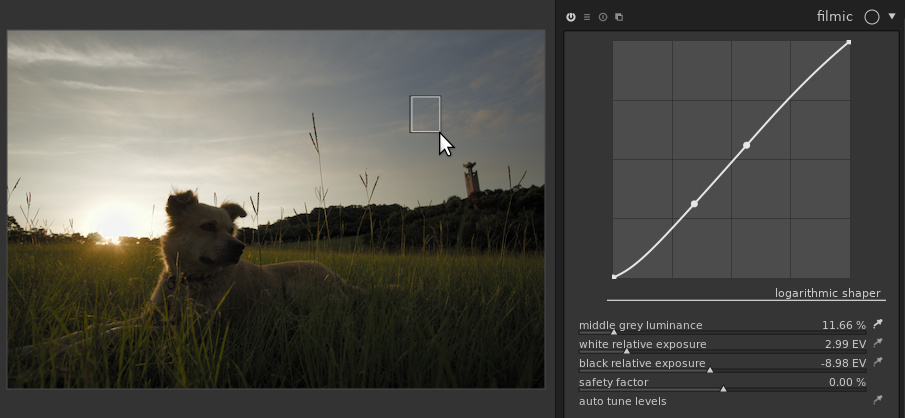 filmic
logarithmic shaper
middle grey luminance 11.66 %
white relative exposure 2.99 EV
black relative exposure -8.98 EV
safety factor 0.00 %
auto tune levels